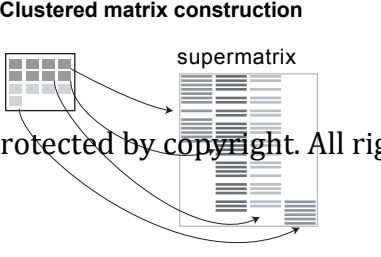 Clustered matrix construction
supermatrix
rotected by copyright. All rig